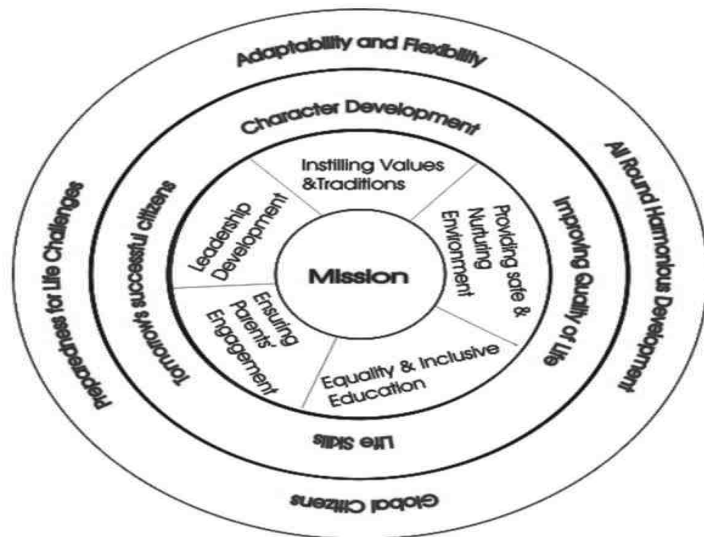 Adaptability and Flexibility
Character Development
Instilling Values
&Traditions
Preparedness for Life Challenges
Tomorrow's successful citizens
Leadership
Development
Mission
Providing safe &
Nurturing
Environment
Improving Quality of Life
All Round Harmonious Development
Ensuring
Parents'
Engagement
Equality & Inclusive
Education
Life Skills
Global Citizens